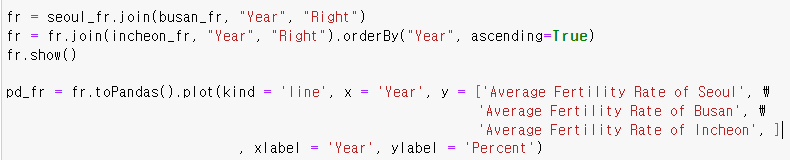 fr = seoul_fr.join(busan_fr, "Year", "Right")
fr = fr.join(incheon_fr, "Year", "Right").orderBy("Year", ascending=True)
fr.show()
pd_fr = fr.toPandas().plot(kind = 'line', x = 'Year', y = ['Average Fertility Rate of Seoul', ₩
'Average Fertility Rate of Busan', ₩
'Average Fertility Rate of Incheon', ]
, xlabel = 'Year', ylabel = 'Percent')